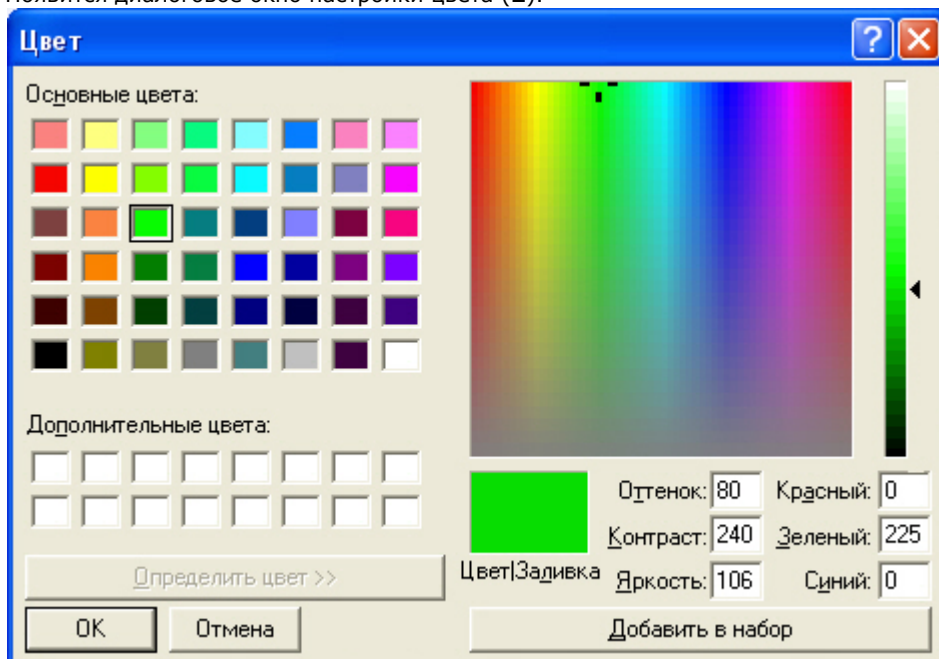 Появится диалоговое окно настройки цвета (2).
Цвет
Основные цвета:
Дополнительные цвета:
Определить цвет >>
OK
Отмена
Цвет|Заливка
Оттенок: 80
Контраст: 240
Яркость: 106
Красный: 0
Зеленый: 225
Синий: 0
Добавить в набор